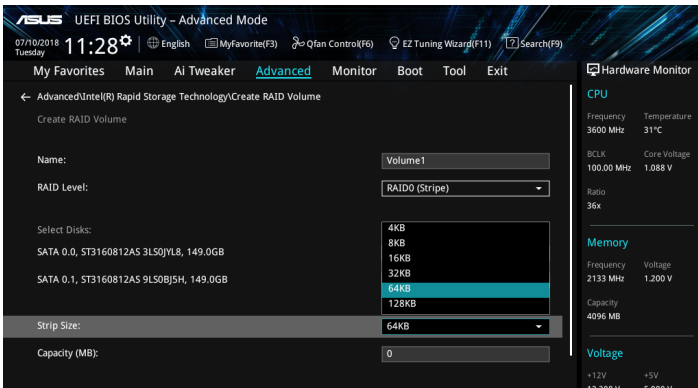 ASUS UEFI BIOS Utility – Advanced Mode
07/10/2018 Tuesday 11:28 English MyFavorite(F3) Qfan Control(F6) EZ Tuning Wizard(F11) Search(F9)
My Favorites Main Ai Tweaker Advanced Monitor Boot Tool Exit
Advanced\Intel(R) Rapid Storage Technology\Create RAID Volume
Create RAID Volume
Name: Volume1
RAID Level: RAID0 (Stripe)
Select Disks:
SATA 0.0, ST3160812AS 3LS0JYL8, 149.0GB
SATA 0.1, ST3160812AS 9LS0BJ5H, 149.0GB
4KB
8KB
16KB
32KB
64KB
128KB
Strip Size: 64KB
Capacity (MB): 0
Hardware Monitor
CPU
Frequency Temperature
3600 MHz 31°C
BCLK Core Voltage
100.00 MHz 1.088 V
Ratio
36x
Memory
Frequency Voltage
2133 MHz 1.200 V
Capacity
4096 MB
Voltage
+12V +5V